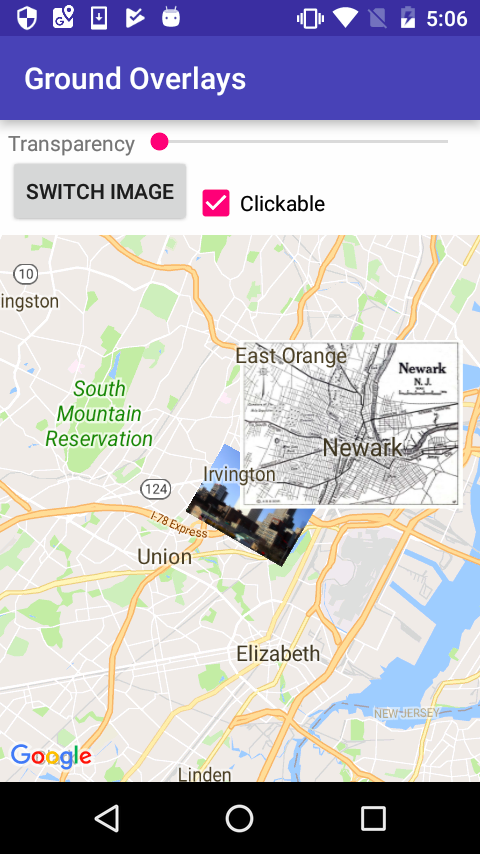 5:06
Ground Overlays
Transparency
SWITCH IMAGE
Clickable
10
ingston
East Orange
Newark
N. J.
South
Mountain
Reservation
Newark
Irvington
124
I-78 Express
Union
Elizabeth
NEW JERSEY
Google
Linden